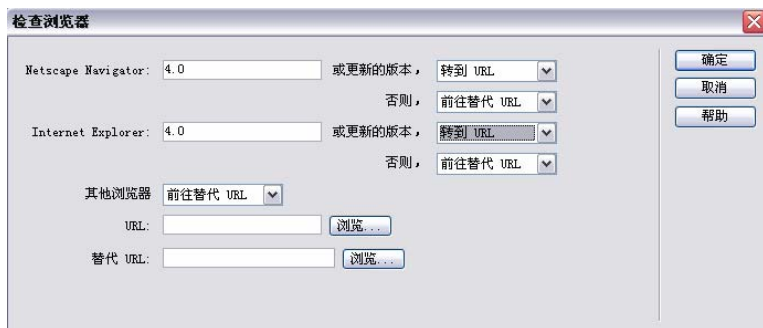 检查浏览器
Netscape Navigator: 4.0 或更新的版本， 转到 URL 确定
否则， 前往替代 URL 取消
Internet Explorer: 4.0 或更新的版本， 转到 URL 帮助
否则， 前往替代 URL
其他浏览器 前往替代 URL
URL: 浏览...
替代 URL: 浏览...